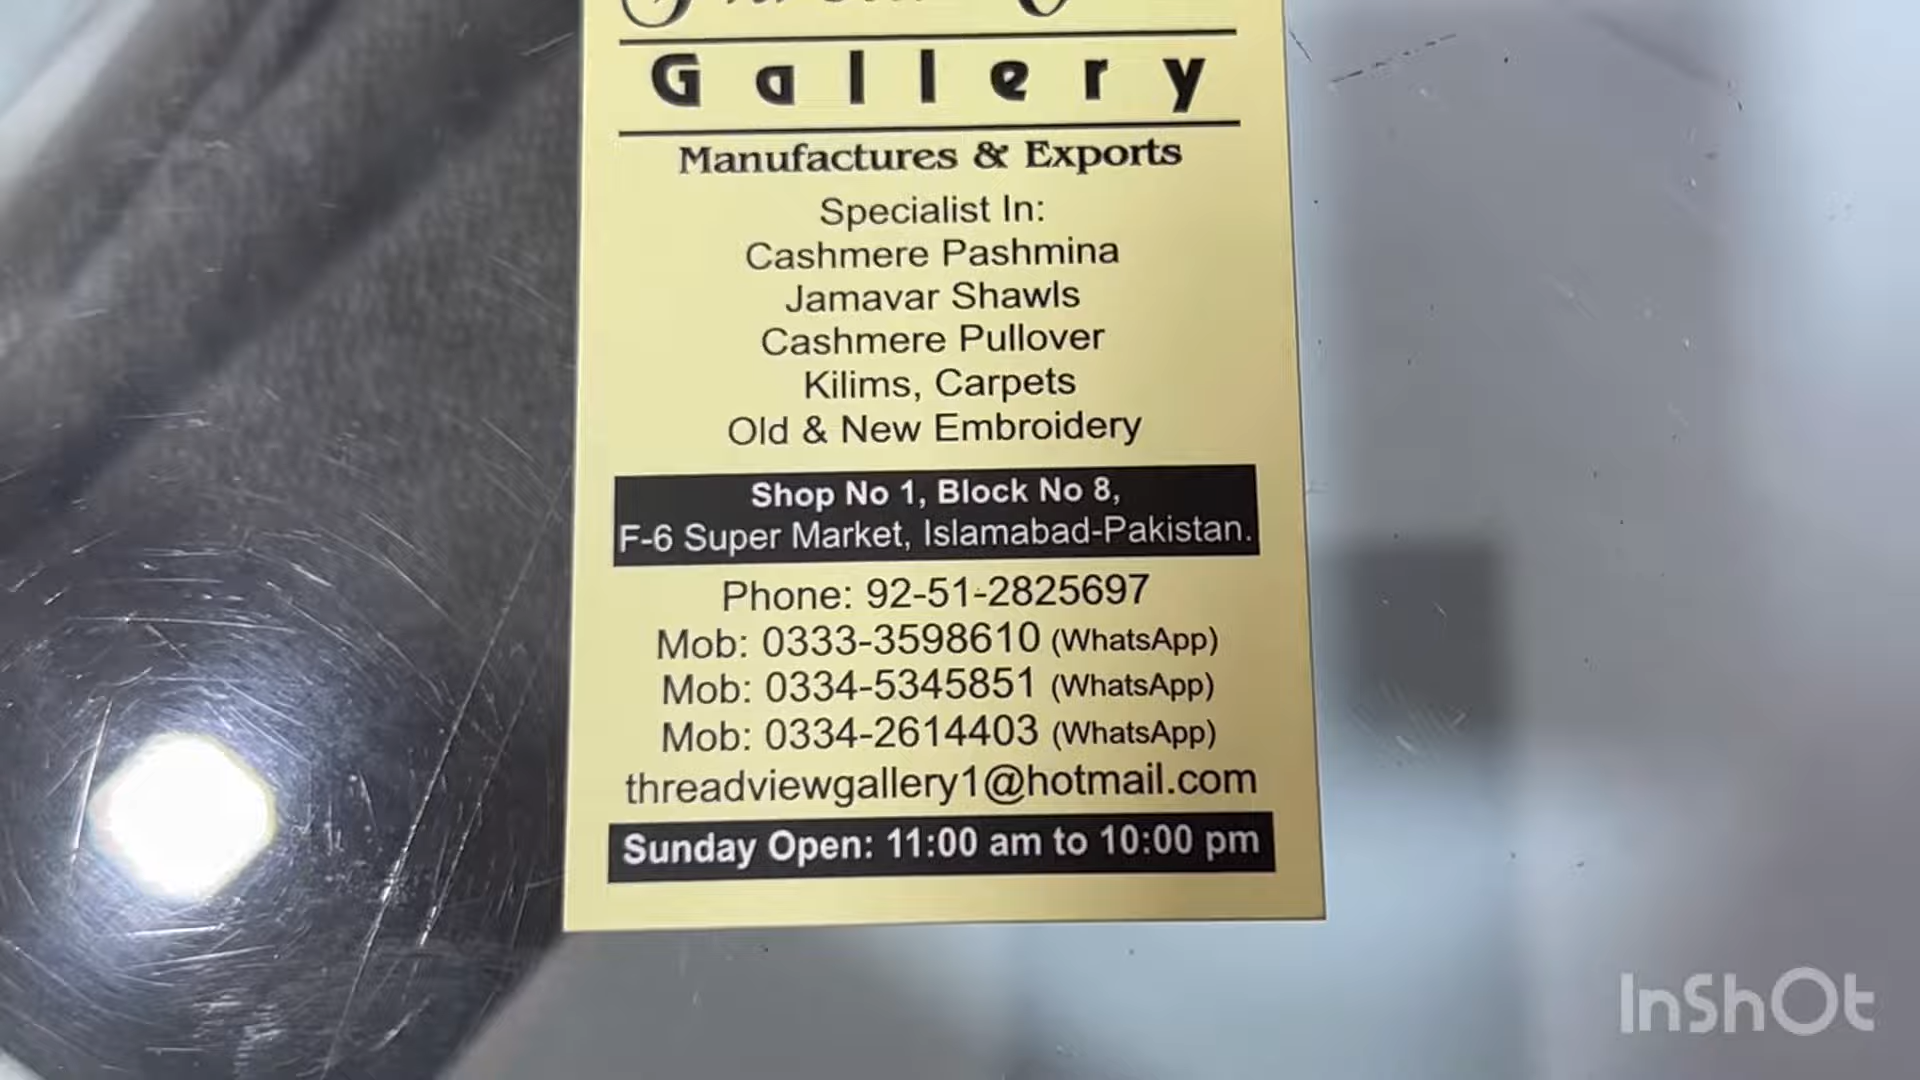 Gallery
Manufactures & Exports
Specialist In:
Cashmere Pashmina
Jamavar Shawls
Cashmere Pullover
Kilims, Carpets
Old & New Embroidery
Shop No 1, Block No 8,
F-6 Super Market, Islamabad-Pakistan.
Phone: 92-51-2825697
Mob: 0333-3598610 (WhatsApp)
Mob: 0334-5345851 (WhatsApp)
Mob: 0334-2614403 (WhatsApp)
threadviewgallery1@hotmail.com
Sunday Open: 11:00 am to 10:00 pm
InShOt